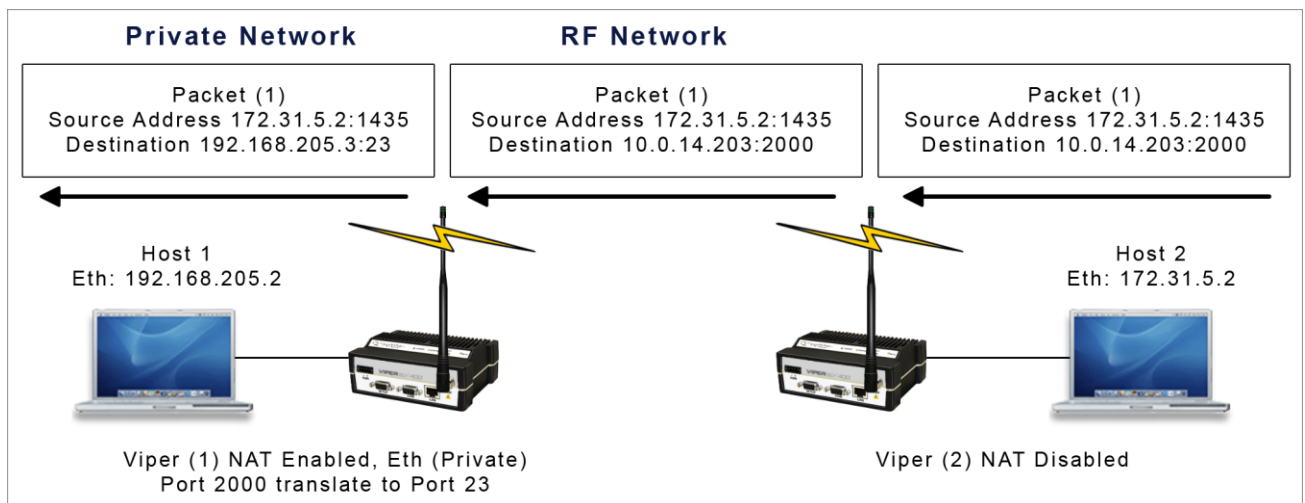 Private Network
RF Network
Packet (1)
Source Address 172.31.5.2:1435
Destination 192.168.205.3:23
Packet (1)
Source Address 172.31.5.2:1435
Destination 10.0.14.203:2000
Packet (1)
Source Address 172.31.5.2:1435
Destination 10.0.14.203:2000
Host 1
Eth: 192.168.205.2
Host 2
Eth: 172.31.5.2
VIPER
VIPER
Viper (1) NAT Enabled, Eth (Private)
Port 2000 translate to Port 23
Viper (2) NAT Disabled